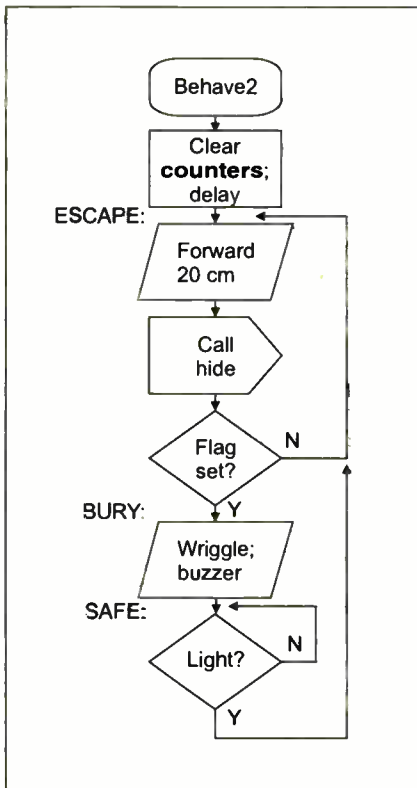 Behave2
Clear
counters;
delay
ESCAPE:
Forward
20 cm
Call
hide
Flag
set?
N
Y
BURY:
Wriggle;
buzzer
SAFE:
Light?
N
Y